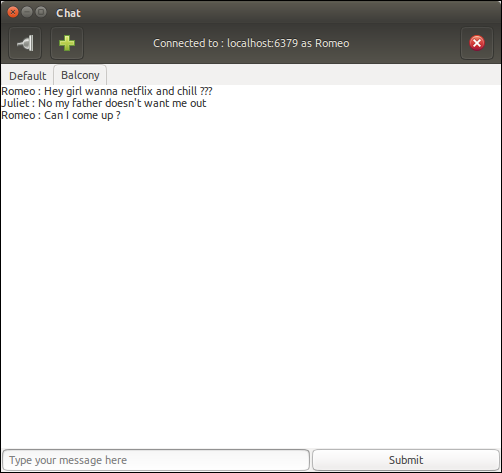 Chat
Connected to : localhost:6379 as Romeo
Default Balcony
Romeo : Hey girl wanna netflix and chill ???
Juliet : No my father doesn't want me out
Romeo : Can I come up ?
Type your message here Submit